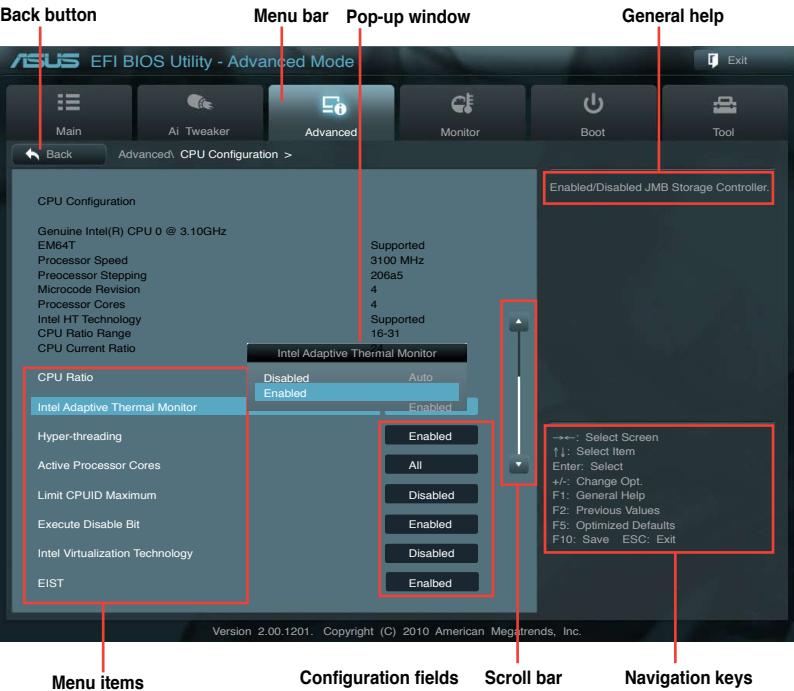 Back button
Menu bar
Pop-up window
General help
ASUS EFI BIOS Utility - Advanced Mode
Exit
Main
Ai Tweaker
Advanced
Monitor
Boot
Tool
Back
Advanced\ CPU Configuration >
Enabled/Disabled JMB Storage Controller.
CPU Configuration
Genuine Intel(R) CPU 0 @ 3.10GHz
EM64T Supported
Processor Speed 3100 MHz
Preocessor Stepping 206a5
Microcode Revision 4
Processor Cores 4
Intel HT Technology Supported
CPU Ratio Range 16-31
CPU Current Ratio 24
Intel Adaptive Thermal Monitor
Disabled
Enabled
CPU Ratio Auto
Intel Adaptive Thermal Monitor Enabled
Hyper-threading Enabled
Active Processor Cores All
Limit CPUID Maximum Disabled
Execute Disable Bit Enabled
Intel Virtualization Technology Disabled
EIST Enalbed
→←: Select Screen
↑↓: Select Item
Enter: Select
+/-: Change Opt.
F1: General Help
F2: Previous Values
F5: Optimized Defaults
F10: Save ESC: Exit
Version 2.00.1201. Copyright (C) 2010 American Megatrends, Inc.
Menu items
Configuration fields
Scroll bar
Navigation keys